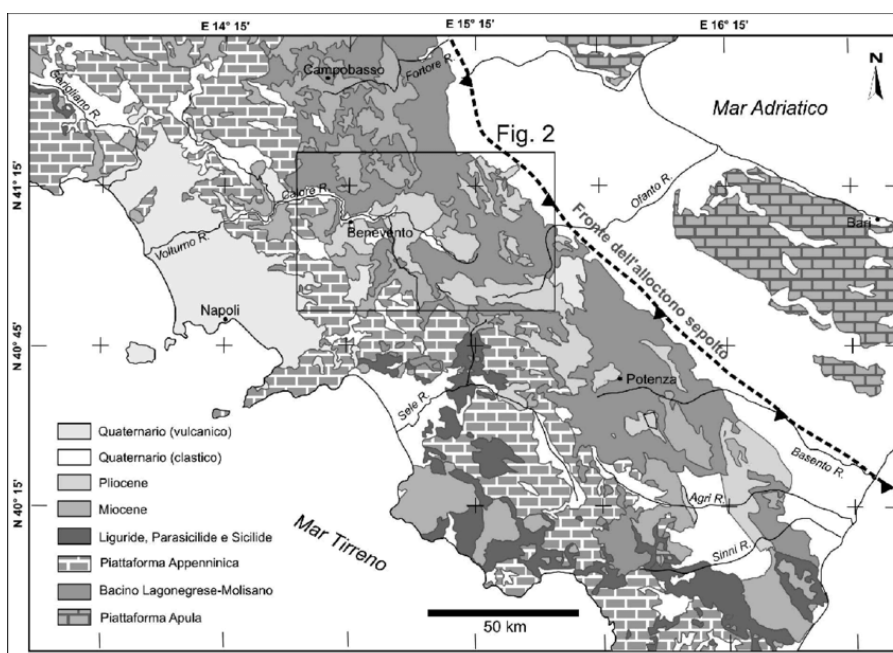 E 14° 15'
E 15° 15'
E 16° 15'
N
Campobasso
Fortore R.
Garigliano R.
Mar Adriatico
Fig. 2
N 41° 15'
Calore R.
Ofanto R.
Bari
Benevento
Volturno R.
Fronte dell'alloctono sepolto
Napoli
N 40° 45'
Potenza
Sele R.
Quaternario (vulcanico)
Quaternario (clastico)
Basento R.
Pliocene
Agri R.
N 40° 15'
Miocene
Mar Tirreno
Liguride, Parasicilide e Sicilide
Sinni R.
Piattaforma Appenninica
Bacino Lagonegrese-Molisano
Piattaforma Apula
50 km